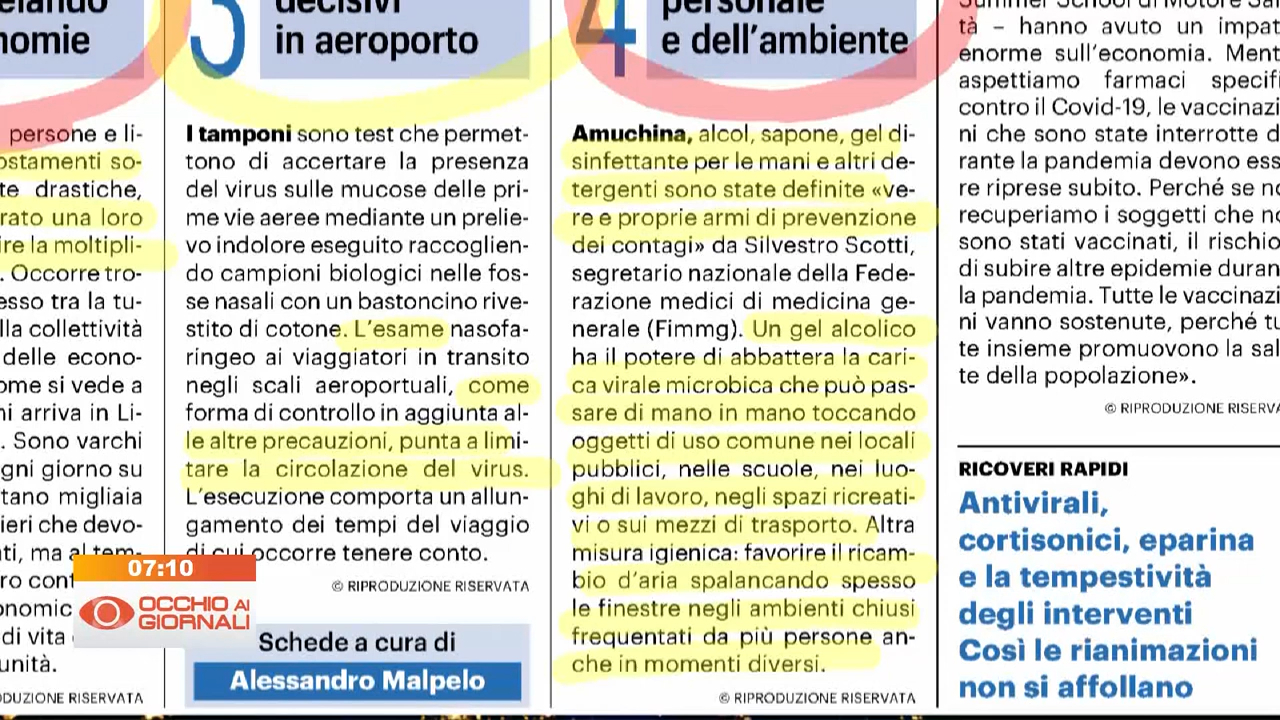 nomie
persone e li-
ostamenti so-
te drastiche,
rato una loro
ire la moltipli-
. Occorre tro-
esso tra la tu-
lla collettività
delle econo-
ome si vede a
ni arriva in Li-
. Sono varchi
ogni giorno su
tano migliaia
ieri che devo-
ti, ma al tem-
ro cont
onomic
di vita
unità.
ODUZIONE RISERVATA
3 decisivi
in aeroporto
I tamponi sono test che permet-
tono di accertare la presenza
del virus sulle mucose delle pri-
me vie aeree mediante un prelie-
vo indolore eseguito raccoglien-
do campioni biologici nelle fos-
se nasali con un bastoncino rive-
stito di cotone. L'esame nasofa-
ringeo ai viaggiatori in transito
negli scali aeroportuali, come
forma di controllo in aggiunta al-
le altre precauzioni, punta a limi-
tare la circolazione del virus.
L'esecuzione comporta un allun-
gamento dei tempi del viaggio
di cui occorre tenere conto.
© RIPRODUZIONE RISERVATA
Schede a cura di
Alessandro Malpelo
4 personale
e dell'ambiente
Amuchina, alcol, sapone, gel di-
sinfettante per le mani e altri de-
tergenti sono state definite «ve-
re e proprie armi di prevenzione
dei contagi» da Silvestro Scotti,
segretario nazionale della Fede-
razione medici di medicina ge-
nerale (Fimmg). Un gel alcolico
ha il potere di abbattera la cari-
ca virale microbica che può pas-
sare di mano in mano toccando
oggetti di uso comune nei locali
pubblici, nelle scuole, nei luo-
ghi di lavoro, negli spazi ricreati-
vi o sui mezzi di trasporto. Altra
misura igienica: favorire il ricam-
bio d'aria spalancando spesso
le finestre negli ambienti chiusi
frequentati da più persone an-
che in momenti diversi.
© RIPRODUZIONE RISERVATA
Summer School di Motore San
tà – hanno avuto un impat
enorme sull'economia. Ment
aspettiamo farmaci specifi
contro il Covid-19, le vaccinazi
ni che sono state interrotte d
rante la pandemia devono ess
re riprese subito. Perché se no
recuperiamo i soggetti che no
sono stati vaccinati, il rischio
di subire altre epidemie duran
la pandemia. Tutte le vaccinazi
ni vanno sostenute, perché tu
te insieme promuovono la sal
te della popolazione».
© RIPRODUZIONE RISERVA
RICOVERI RAPIDI
Antivirali,
cortisonici, eparina
e la tempestività
degli interventi
Così le rianimazioni
non si affollano
07:10
OCCHIO AI
GIORNALI